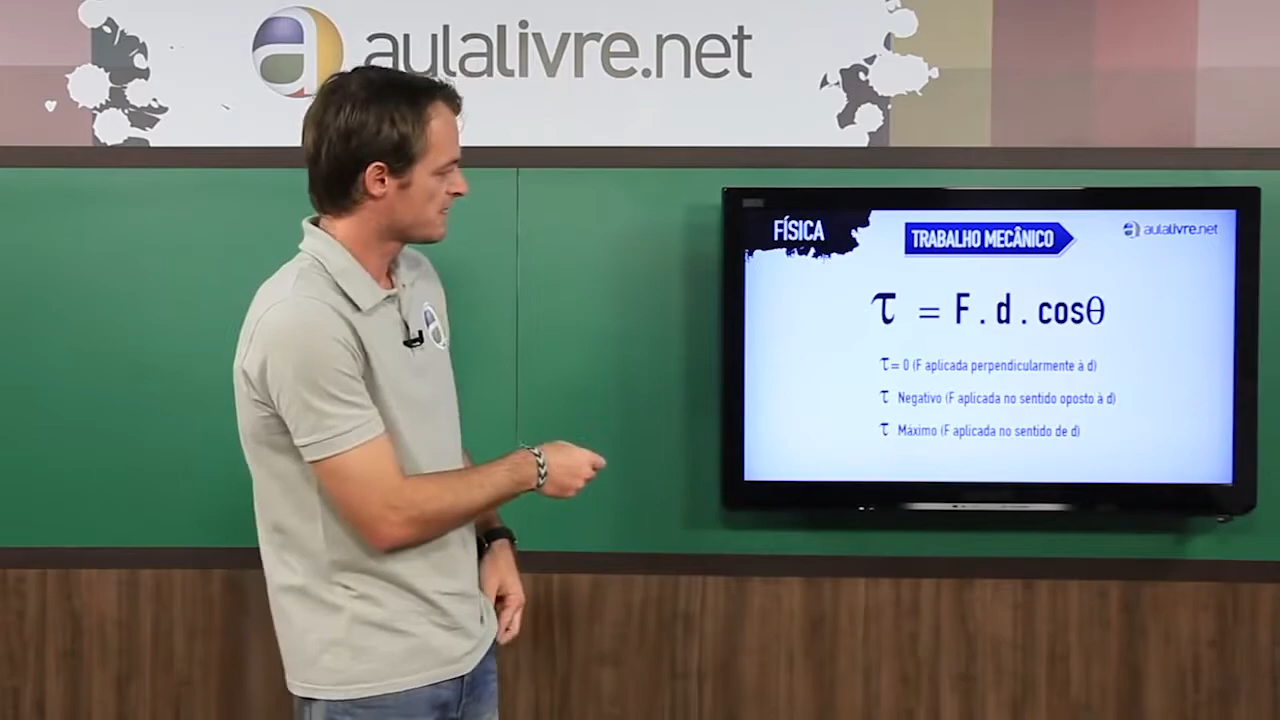 aulalivre.net
FÍSICA
TRABALHO MECÂNICO
aulalivre.net
τ = F . d . cosθ
τ = 0 (F aplicada perpendicularmente à d)
τ Negativo (F aplicada no sentido oposto à d)
τ Máximo (F aplicada no sentido de d)